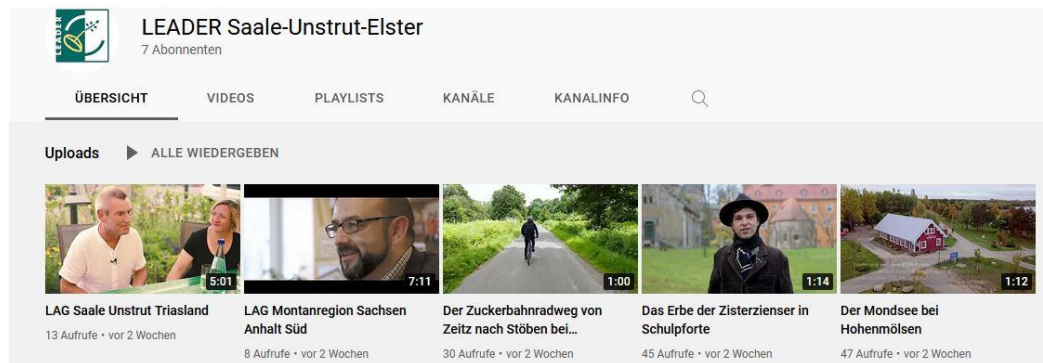 LEADER
LEADER Saale-Unstrut-Elster
7 Abonnenten
ÜBERSICHT VIDEOS PLAYLISTS KANÄLE KANALINFO
Uploads ALLE WIEDERGEBEN
5:01 7:11 1:00 1:14 1:12
LAG Saale Unstrut Triasland
13 Aufrufe • vor 2 Wochen
LAG Montanregion Sachsen
Anhalt Süd
8 Aufrufe • vor 2 Wochen
Der Zuckerbahnradweg von
Zeitz nach Stöben bei...
30 Aufrufe • vor 2 Wochen
Das Erbe der Zisterzienser in
Schulpforte
45 Aufrufe • vor 2 Wochen
Der Mondsee bei
Hohenmölsen
47 Aufrufe • vor 2 Wochen